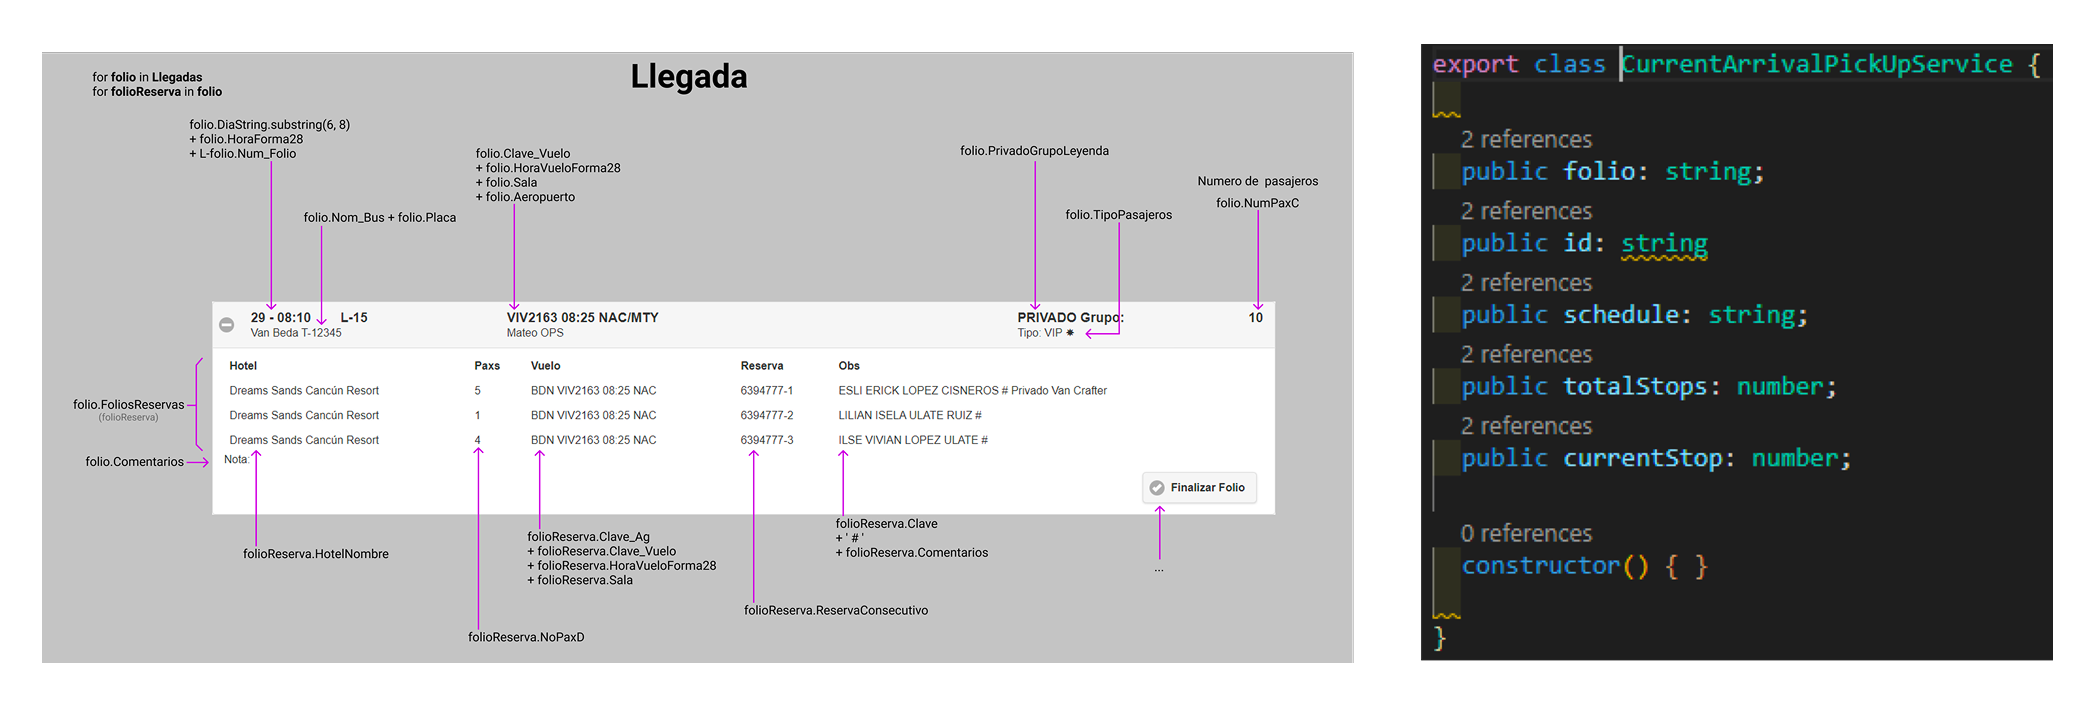 Llegada
for folio in Llegadas
for folioReserva in folio
folio.DiaString.substring(6, 8)
+ folio.HoraForma28
+ L-folio.Num_Folio
folio.Nom_Bus + folio.Placa
folio.Clave_Vuelo
+ folio.HoraVueloForma28
+ folio.Sala
+ folio.Aeropuerto
folio.PrivadoGrupoLeyenda
folio.TipoPasajeros
Numero de pasajeros
folio.NumPaxC
29 - 08:10 L-15 VIV2163 08:25 NAC/MTY PRIVADO Grupo: 10
Van Beda T-12345 Mateo OPS Tipo: VIP ✸
Hotel Paxs Vuelo Reserva Obs
Dreams Sands Cancún Resort 5 BDN VIV2163 08:25 NAC 6394777-1 ESLI ERICK LOPEZ CISNEROS # Privado Van Crafter
Dreams Sands Cancún Resort 1 BDN VIV2163 08:25 NAC 6394777-2 LILIAN ISELA ULATE RUIZ #
Dreams Sands Cancún Resort 4 BDN VIV2163 08:25 NAC 6394777-3 ILSE VIVIAN LOPEZ ULATE #
Nota:
Finalizar Folio
folio.FoliosReservas
(folioReserva)
folio.Comentarios
folioReserva.HotelNombre
folioReserva.NoPaxD
folioReserva.Clave_Ag
+ folioReserva.Clave_Vuelo
+ folioReserva.HoraVueloForma28
+ folioReserva.Sala
folioReserva.ReservaConsecutivo
folioReserva.Clave
+ ' # '
+ folioReserva.Comentarios
...
export class CurrentArrivalPickUpService {
2 references
public folio: string;
2 references
public id: string
2 references
public schedule: string;
2 references
public totalStops: number;
2 references
public currentStop: number;
0 references
constructor() { }
}